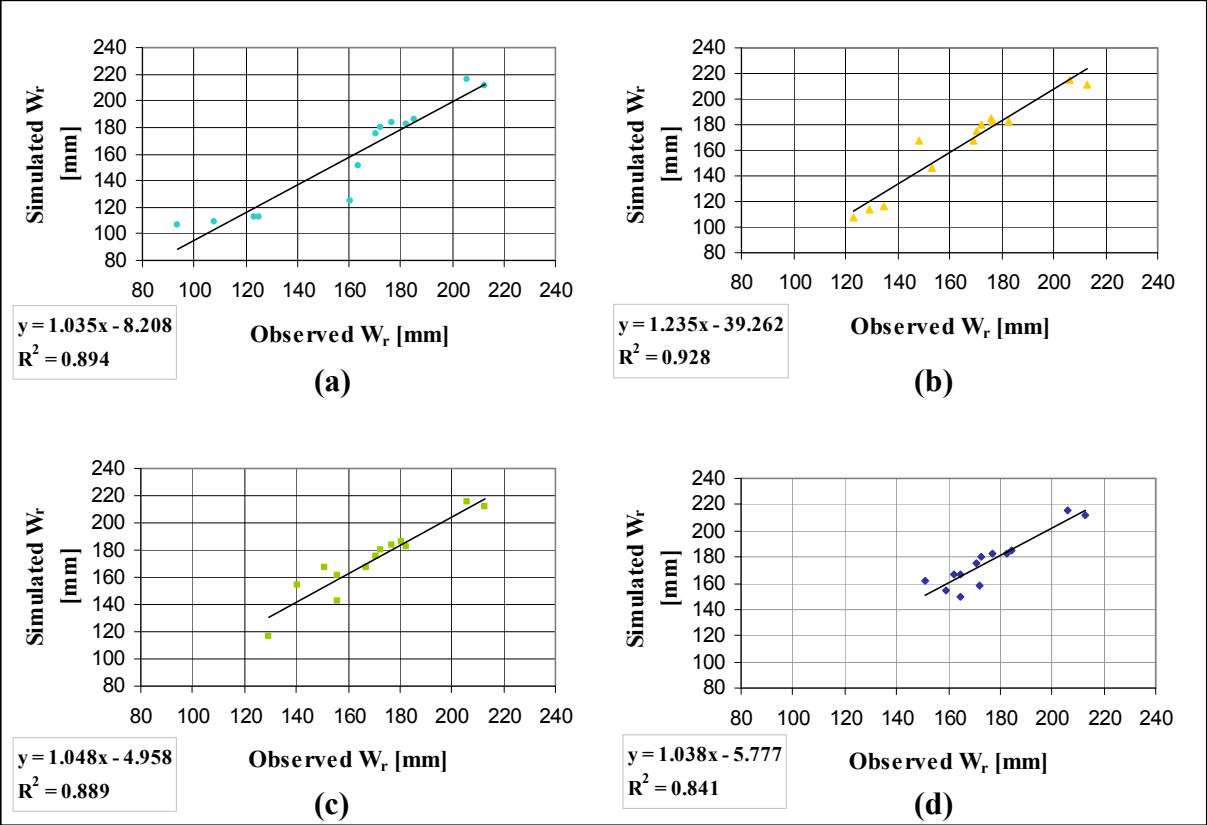 Simulated Wr
[mm]
240
220
200
180
160
140
120
100
80
80 100 120 140 160 180 200 220 240
Observed Wr [mm]
y = 1.035x - 8.208
R² = 0.894
(a)
Simulated Wr
[mm]
240
220
200
180
160
140
120
100
80
80 100 120 140 160 180 200 220 240
Observed Wr [mm]
y = 1.235x - 39.262
R² = 0.928
(b)
Simulated Wr
[mm]
240
220
200
180
160
140
120
100
80
80 100 120 140 160 180 200 220 240
Observed Wr [mm]
y = 1.048x - 4.958
R² = 0.889
(c)
Simulated Wr
[mm]
240
220
200
180
160
140
120
100
80
80 100 120 140 160 180 200 220 240
Observed Wr [mm]
y = 1.038x - 5.777
R² = 0.841
(d)